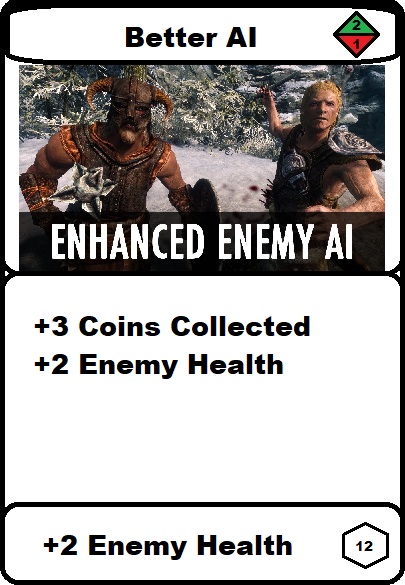 Better AI
2
1
ENHANCED ENEMY AI
+3 Coins Collected
+2 Enemy Health
+2 Enemy Health
12